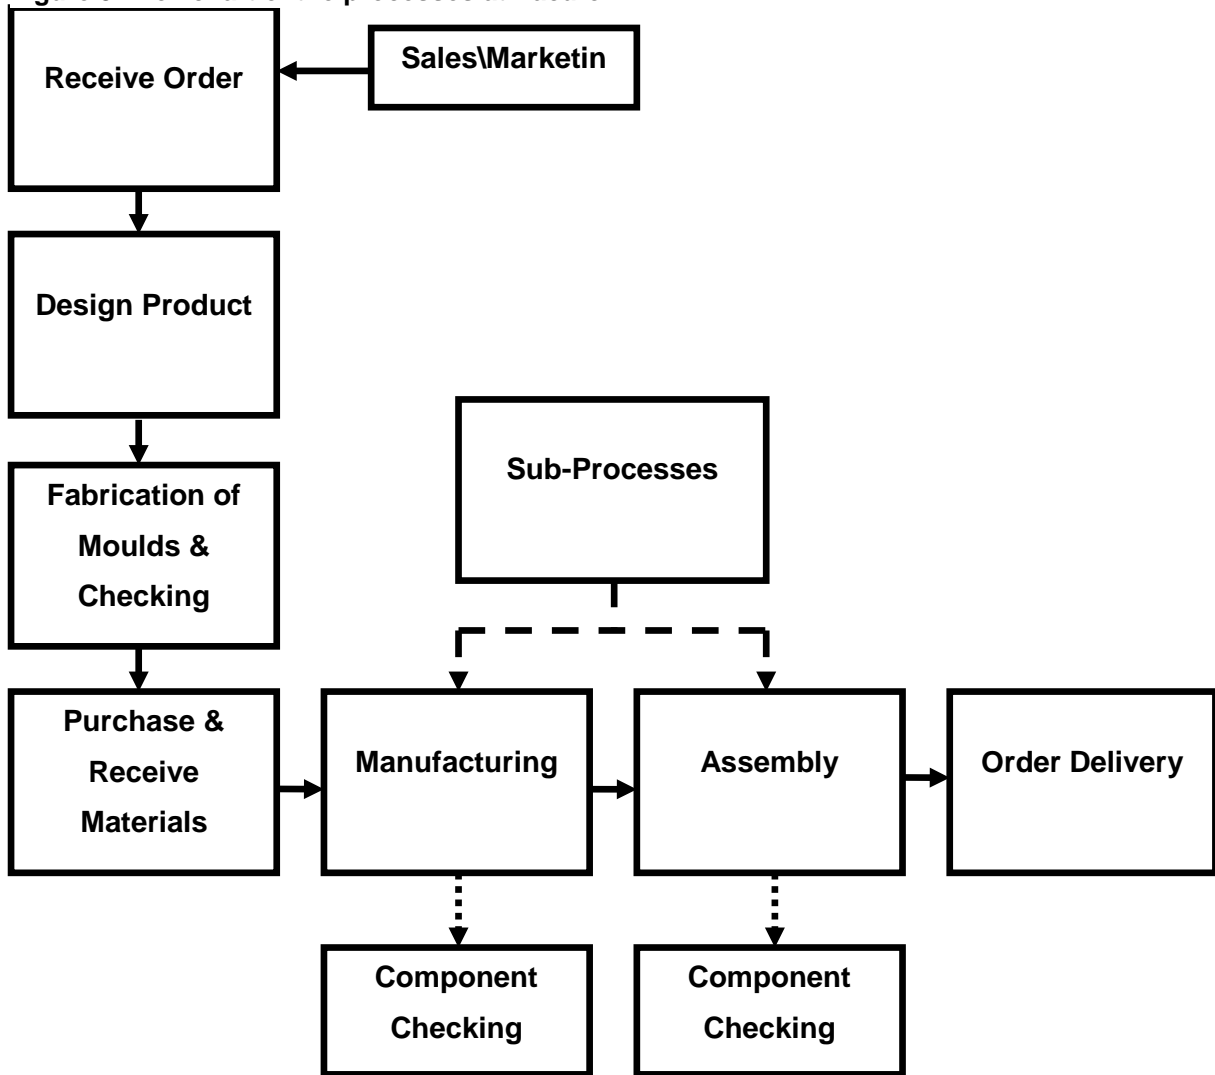 Receive Order
Sales\Marketin
Design Product
Sub-Processes
Fabrication of
Moulds &
Checking
Purchase &
Receive
Materials
Manufacturing
Assembly
Order Delivery
Component
Checking
Component
Checking